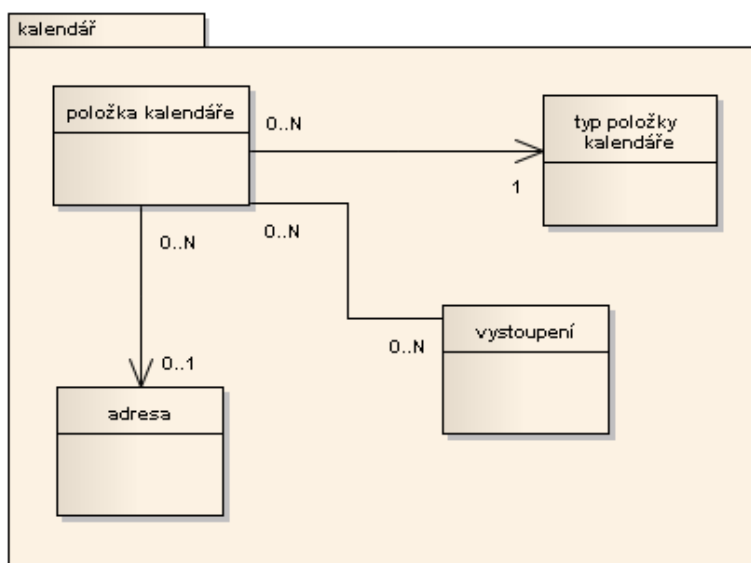 kalendář
položka kalendáře
0..N
typ položky
kalendáře
1
0..N
0..N
vystoupení
0..N
0..1
adresa